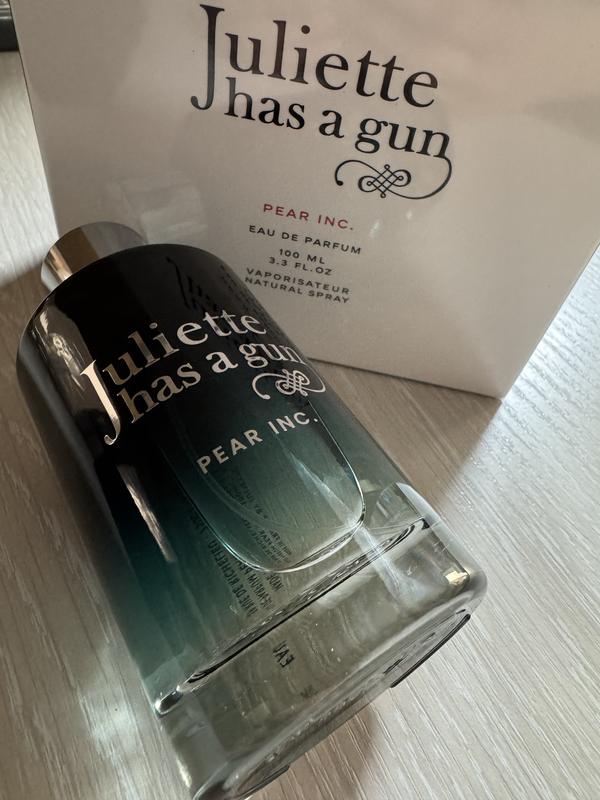 Juliette
has a gun
PEAR INC.
EAU DE PARFUM
100 ML
3.3 FL.OZ
VAPORISATEUR
NATURAL SPRAY
Juliette
has a gun
PEAR INC.
EAU